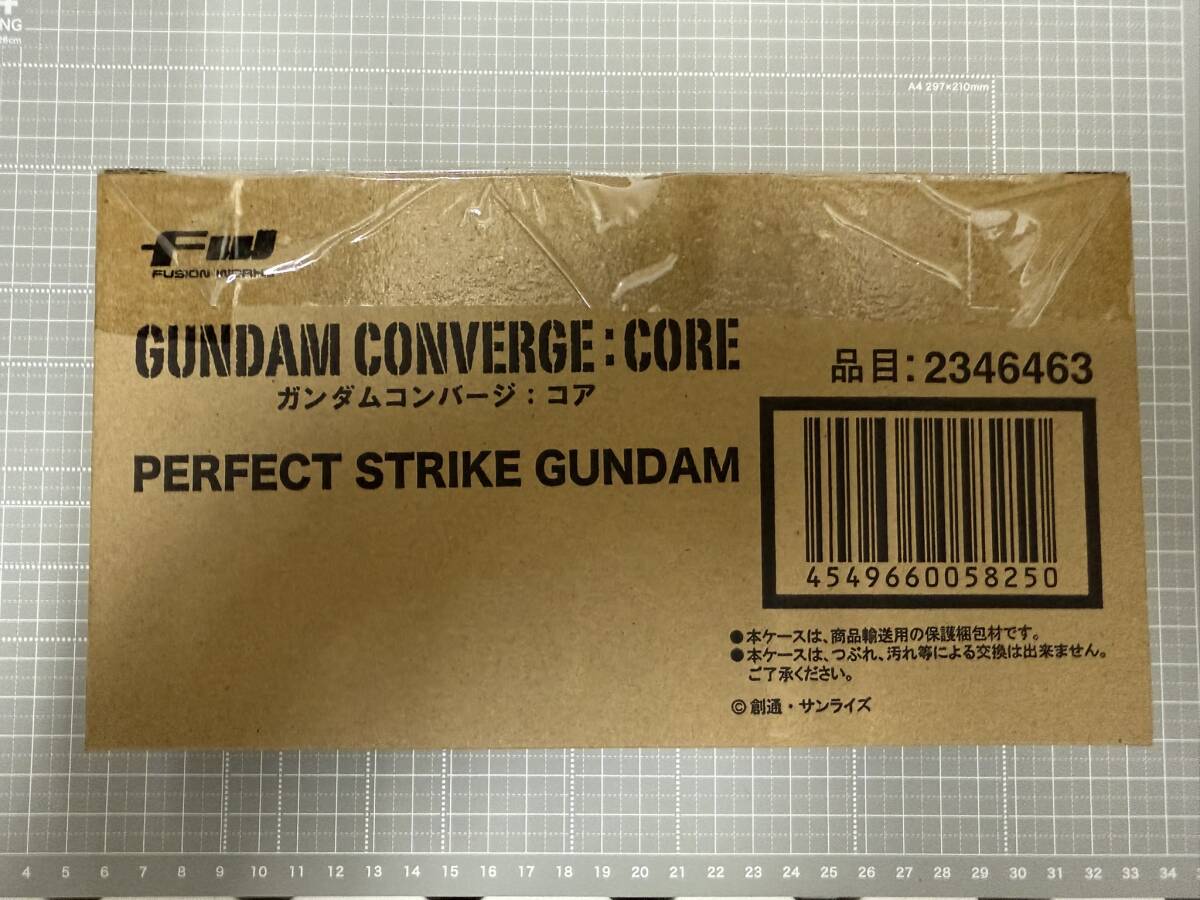 NG
28cm
A4 297×210mm
FW
FUSION WORKS
GUNDAM CONVERGE:CORE
ガンダムコンバージ:コア
PERFECT STRIKE GUNDAM
品目:2346463
4549660058250
●本ケースは、商品輸送用の保護梱包材です。
●本ケースは、つぶれ、汚れ等による交換は出来ません。
ご了承ください。
©創通・サンライズ
4 5 6 7 8 9 10 11 12 13 14 15 16 17 18 19 20 21 22 23 24 25 26 27 28 29 30 31 32 33 34